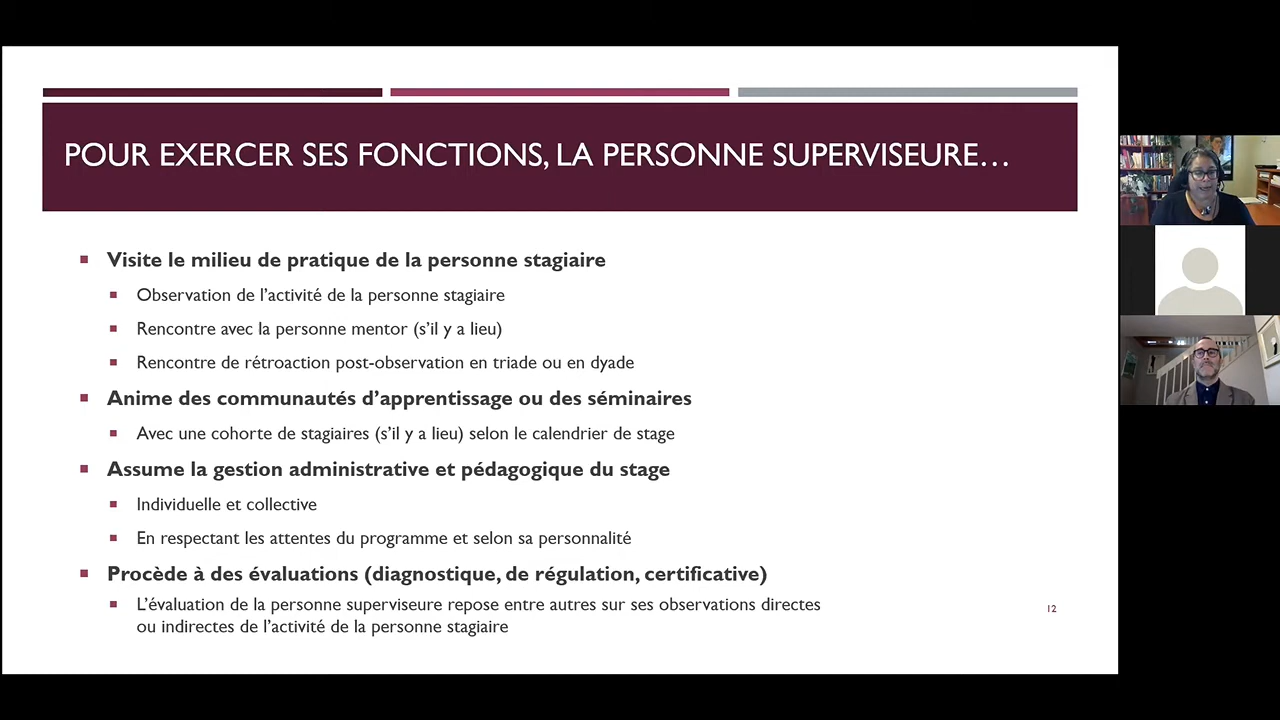 POUR EXERCER SES FONCTIONS, LA PERSONNE SUPERVISEURE…
Visite le milieu de pratique de la personne stagiaire
Observation de l'activité de la personne stagiaire
Rencontre avec la personne mentor (s'il y a lieu)
Rencontre de rétroaction post-observation en triade ou en dyade
Anime des communautés d'apprentissage ou des séminaires
Avec une cohorte de stagiaires (s'il y a lieu) selon le calendrier de stage
Assume la gestion administrative et pédagogique du stage
Individuelle et collective
En respectant les attentes du programme et selon sa personnalité
Procède à des évaluations (diagnostique, de régulation, certificative)
L'évaluation de la personne superviseure repose entre autres sur ses observations directes
ou indirectes de l'activité de la personne stagiaire
12